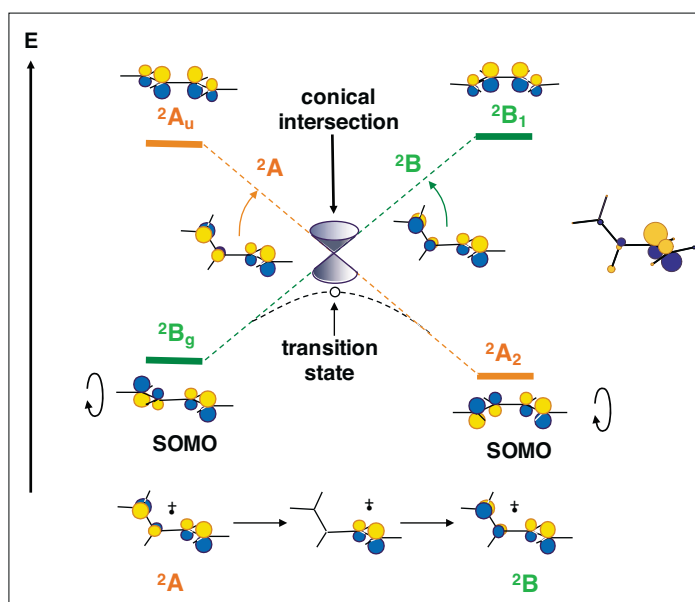 E
conical
intersection
²Aᵤ
²B₁
²A
²B
²B_g
transition
state
²A₂
SOMO
SOMO
‡
‡
‡
²A
²B